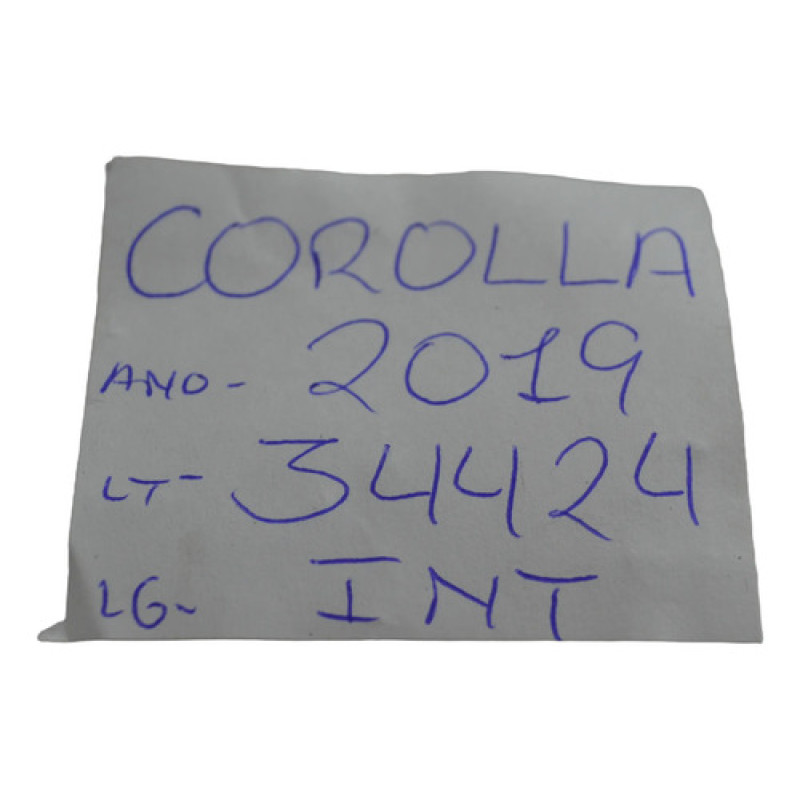 COROLLA
ANO- 2019
LT- 34424
LG- INT